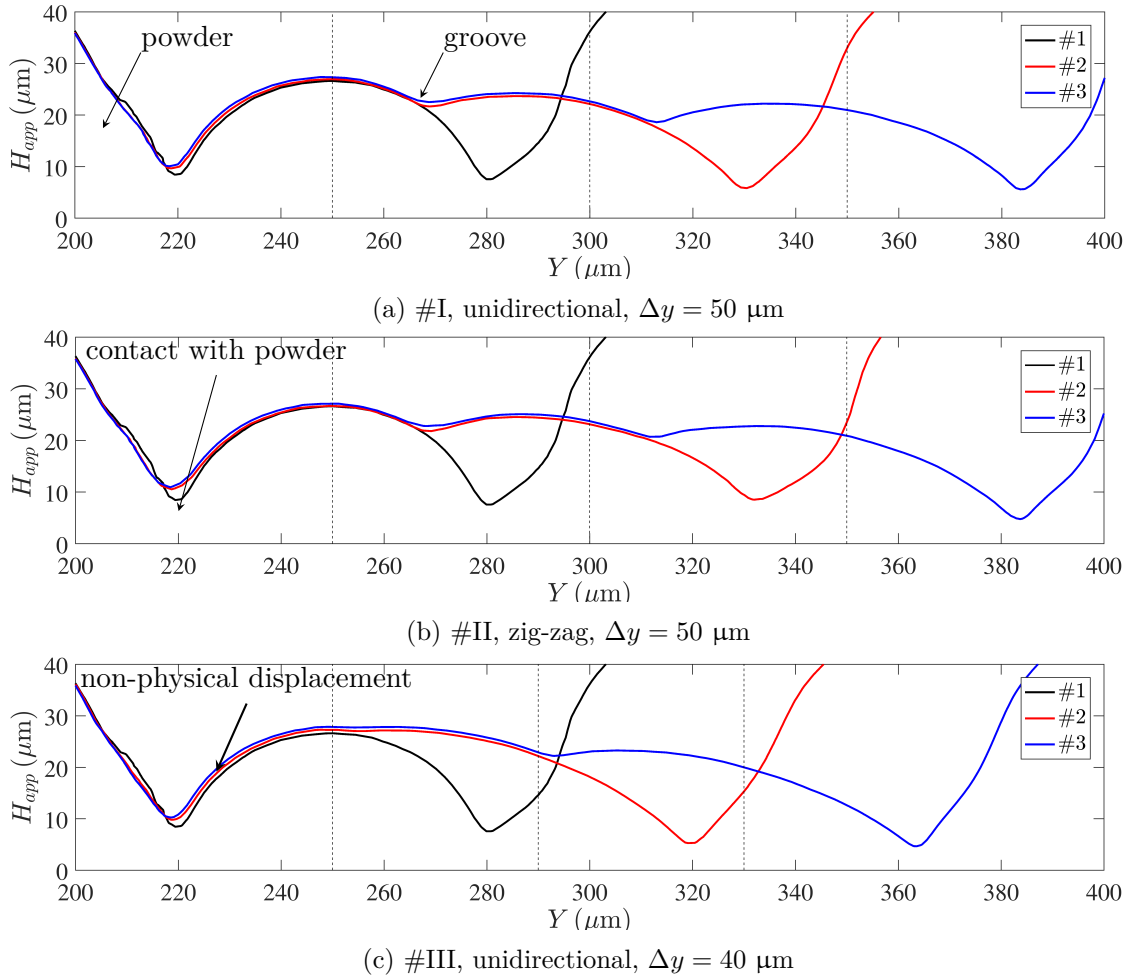 40
30
20
10
0
H_app (μm)
powder
groove
#1
#2
#3
200 220 240 260 280 300 320 340 360 380 400
Y (μm)
(a) #I, unidirectional, Δy = 50 μm
40
30
20
10
0
H_app (μm)
contact with powder
#1
#2
#3
200 220 240 260 280 300 320 340 360 380 400
Y (μm)
(b) #II, zig-zag, Δy = 50 μm
40
30
20
10
0
H_app (μm)
non-physical displacement
#1
#2
#3
200 220 240 260 280 300 320 340 360 380 400
Y (μm)
(c) #III, unidirectional, Δy = 40 μm